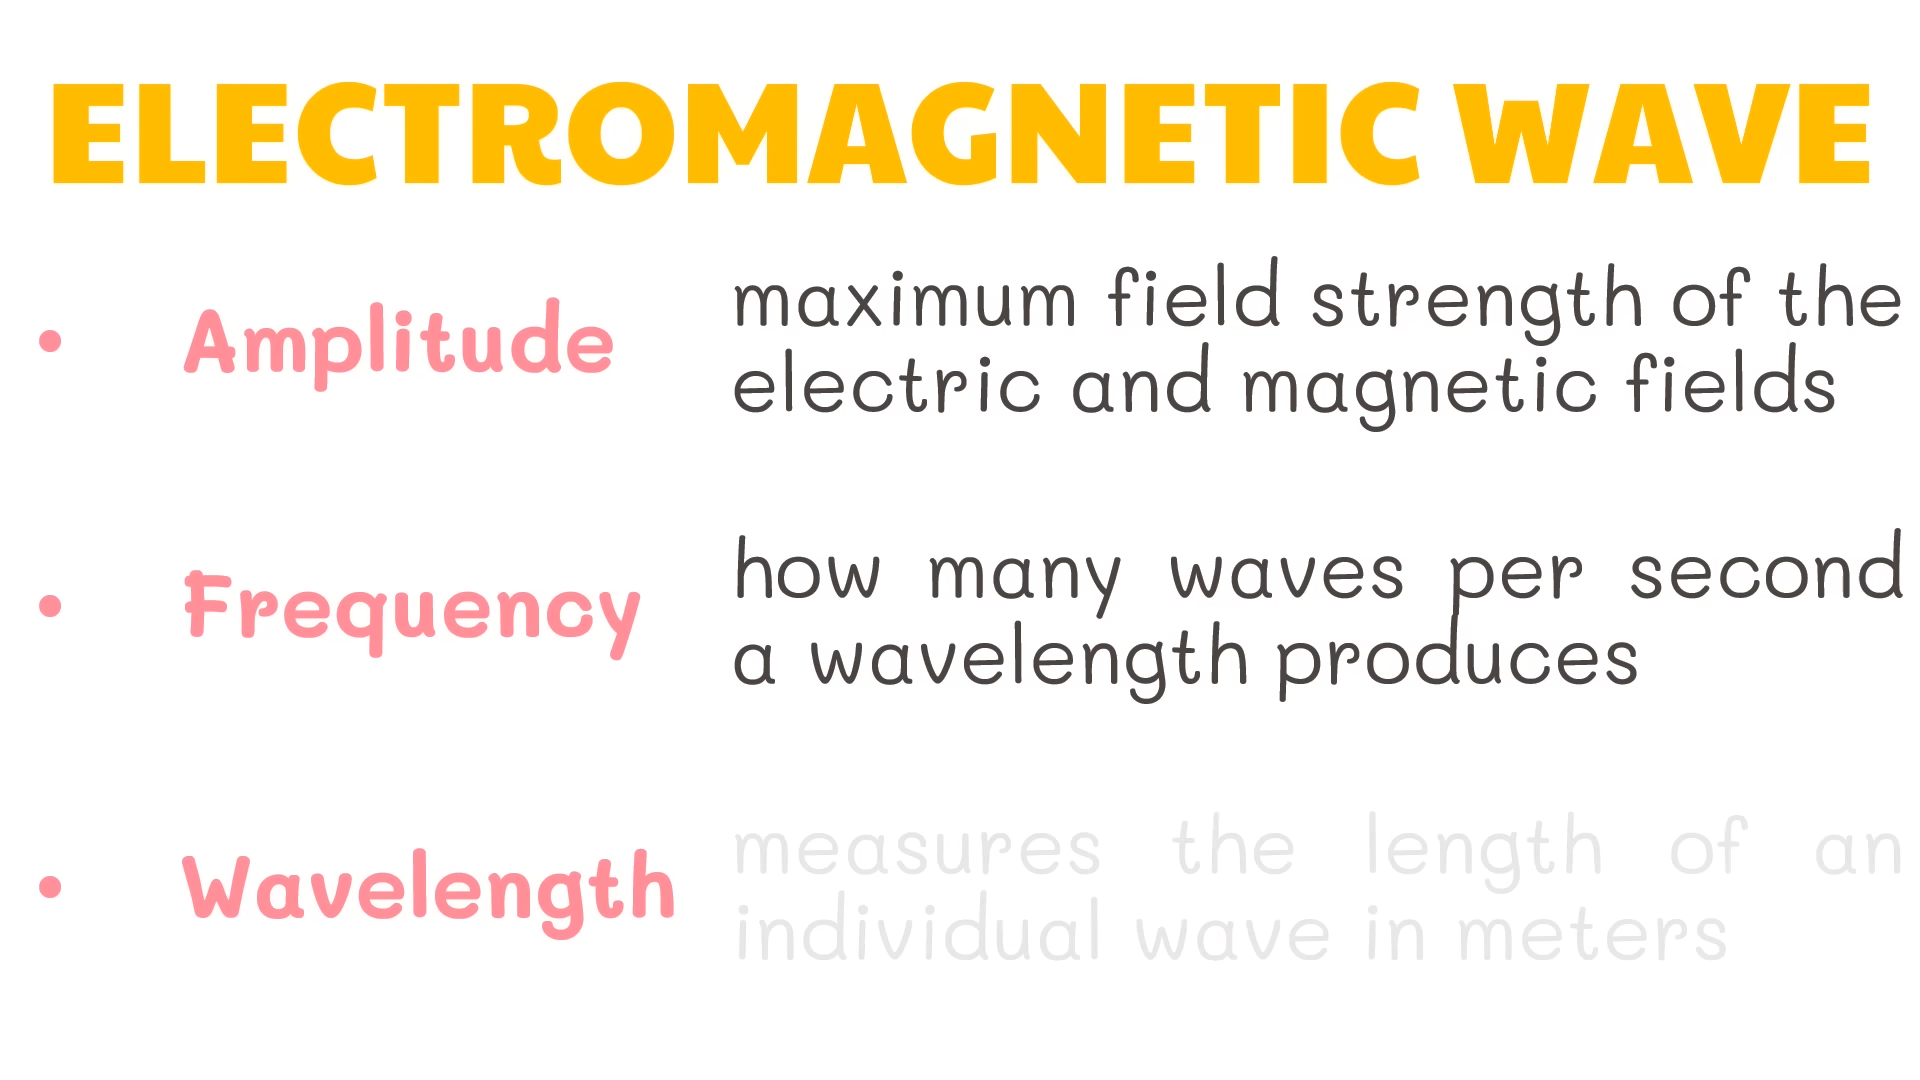 ELECTROMAGNETIC WAVE
• Amplitude
maximum field strength of the
electric and magnetic fields
• Frequency
how many waves per second
a wavelength produces
• Wavelength
measures the length of an
individual wave in meters